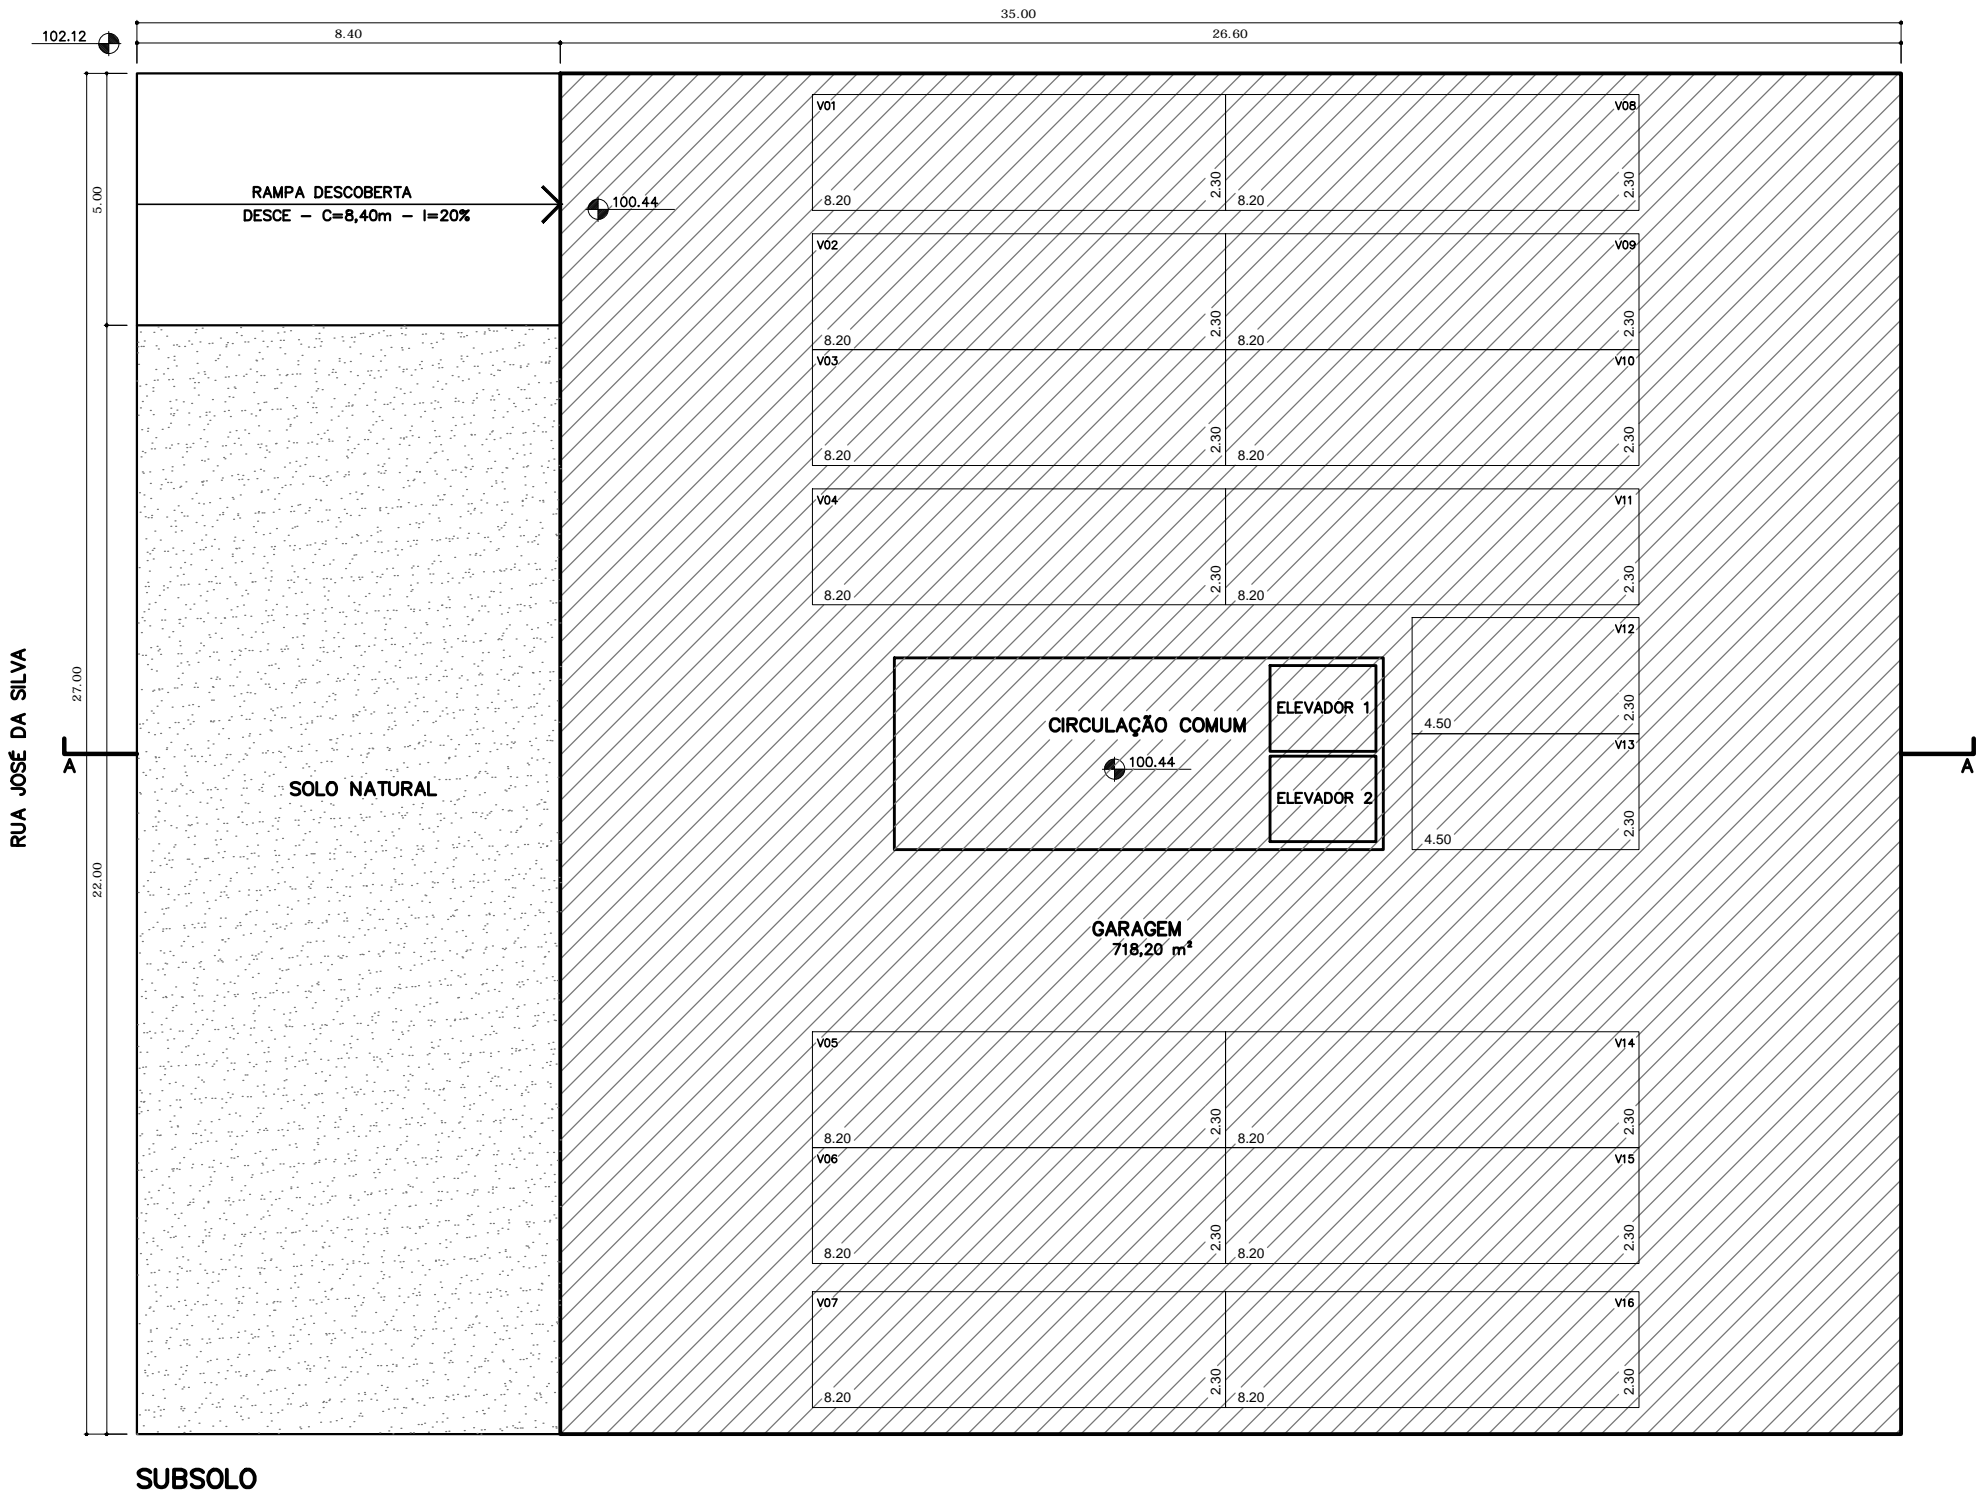 35.00
102.12
8.40
26.60
V01
V08
5.00
RAMPA DESCOBERTA
DESCE - C=8,40m - I=20%
100.44
8.20
2.30
8.20
2.30
V02
V09
8.20
2.30
8.20
2.30
V03
V10
8.20
2.30
8.20
2.30
V04
V11
8.20
2.30
8.20
2.30
V12
4.50
2.30
V13
4.50
2.30
RUA JOSÉ DA SILVA
27.00
22.00
A
A
SOLO NATURAL
CIRCULAÇÃO COMUM
100.44
ELEVADOR 1
ELEVADOR 2
GARAGEM
718,20 m²
V05
V14
8.20
2.30
8.20
2.30
V06
V15
8.20
2.30
8.20
2.30
V07
V16
8.20
2.30
8.20
2.30
SUBSOLO